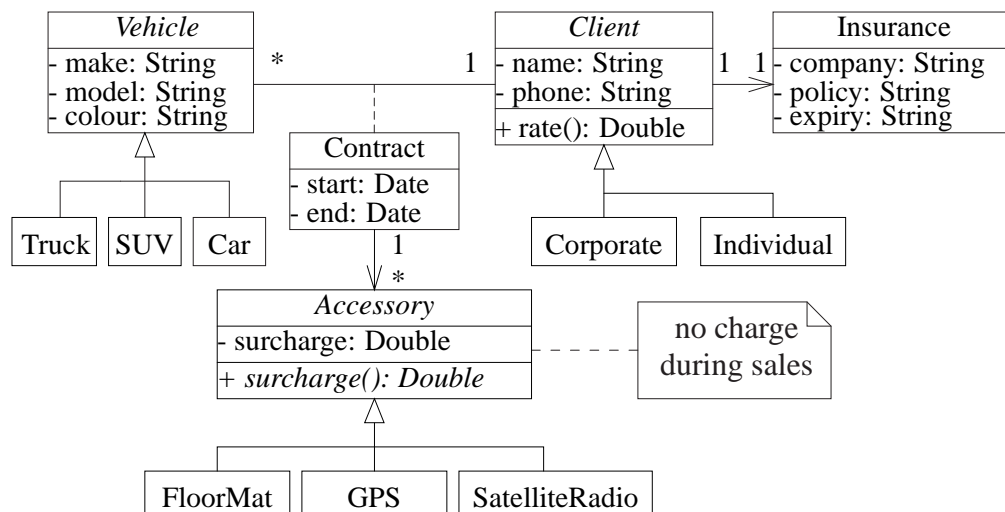 Vehicle
- make: String
- model: String
- colour: String
*
1
Client
- name: String
- phone: String
+ rate(): Double
1
1
Insurance
- company: String
- policy: String
- expiry: String
Contract
- start: Date
- end: Date
Truck
SUV
Car
Corporate
Individual
1
*
Accessory
- surcharge: Double
+ surcharge(): Double
no charge
during sales
FloorMat
GPS
SatelliteRadio